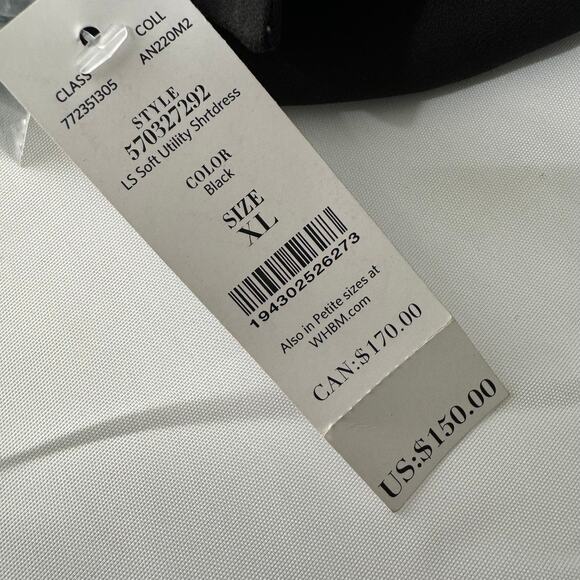 CLASS COLL
772351305 AN220M2
STYLE
570327292
LS Soft Utility Shrtdress
COLOR
Black
SIZE
XL
194302526273
Also in Petite sizes at
WHBM.com
CAN:$170.00
US:$150.00